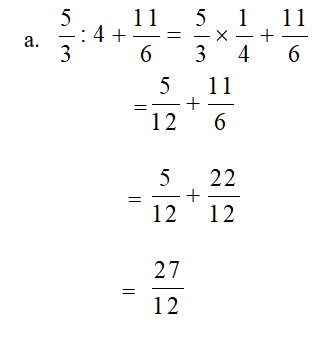 a. 5/3 : 4 + 11/6 = 5/3 × 1/4 + 11/6
= 5/12 + 11/6
= 5/12 + 22/12
= 27/12